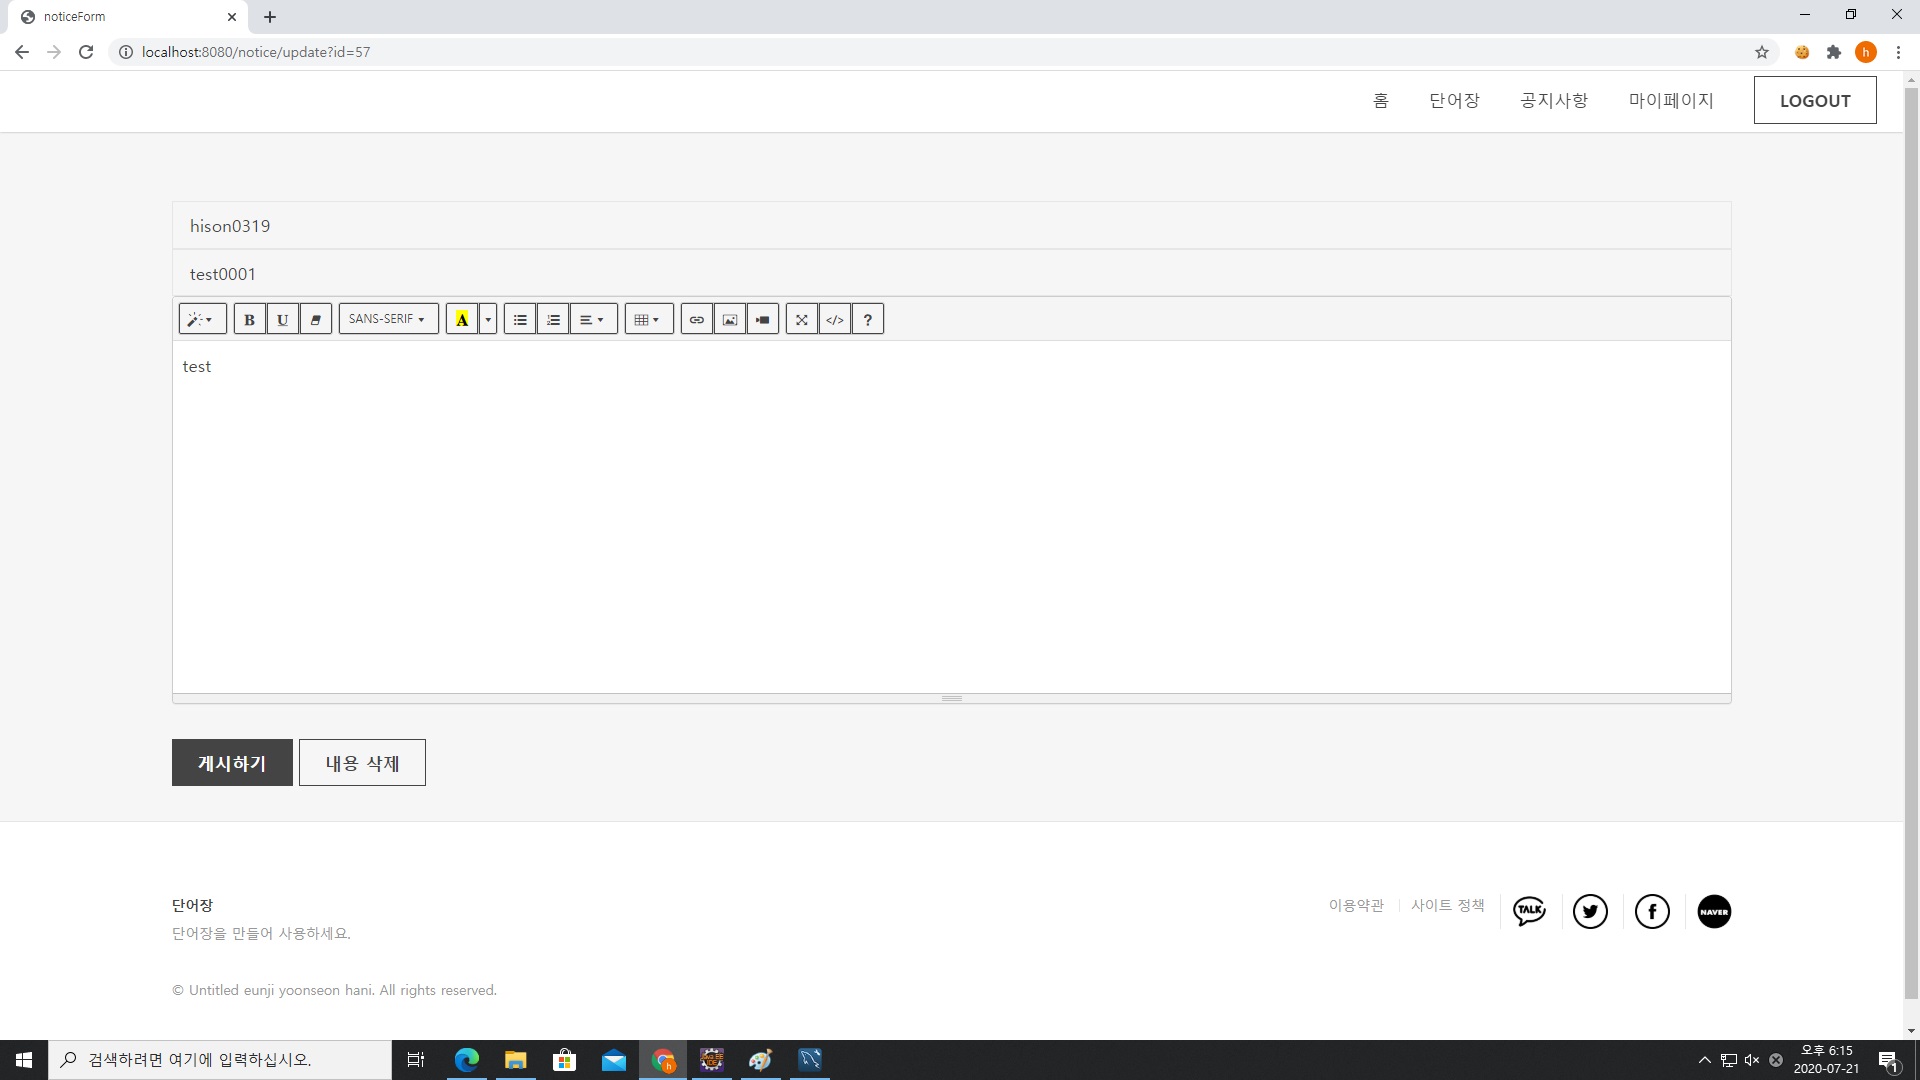 noticeForm
localhost:8080/notice/update?id=57
h
홈 단어장 공지사항 마이페이지 LOGOUT
hison0319
test0001
B U SANS-SERIF A </> ?
test
게시하기 내용 삭제
단어장
이용약관 사이트 정책 TALK f NAVER
단어장을 만들어 사용하세요.
© Untitled eunji yoonseon hani. All rights reserved.
검색하려면 여기에 입력하십시오.
h
Java EE
IDE
오후 6:15
2020-07-21
1